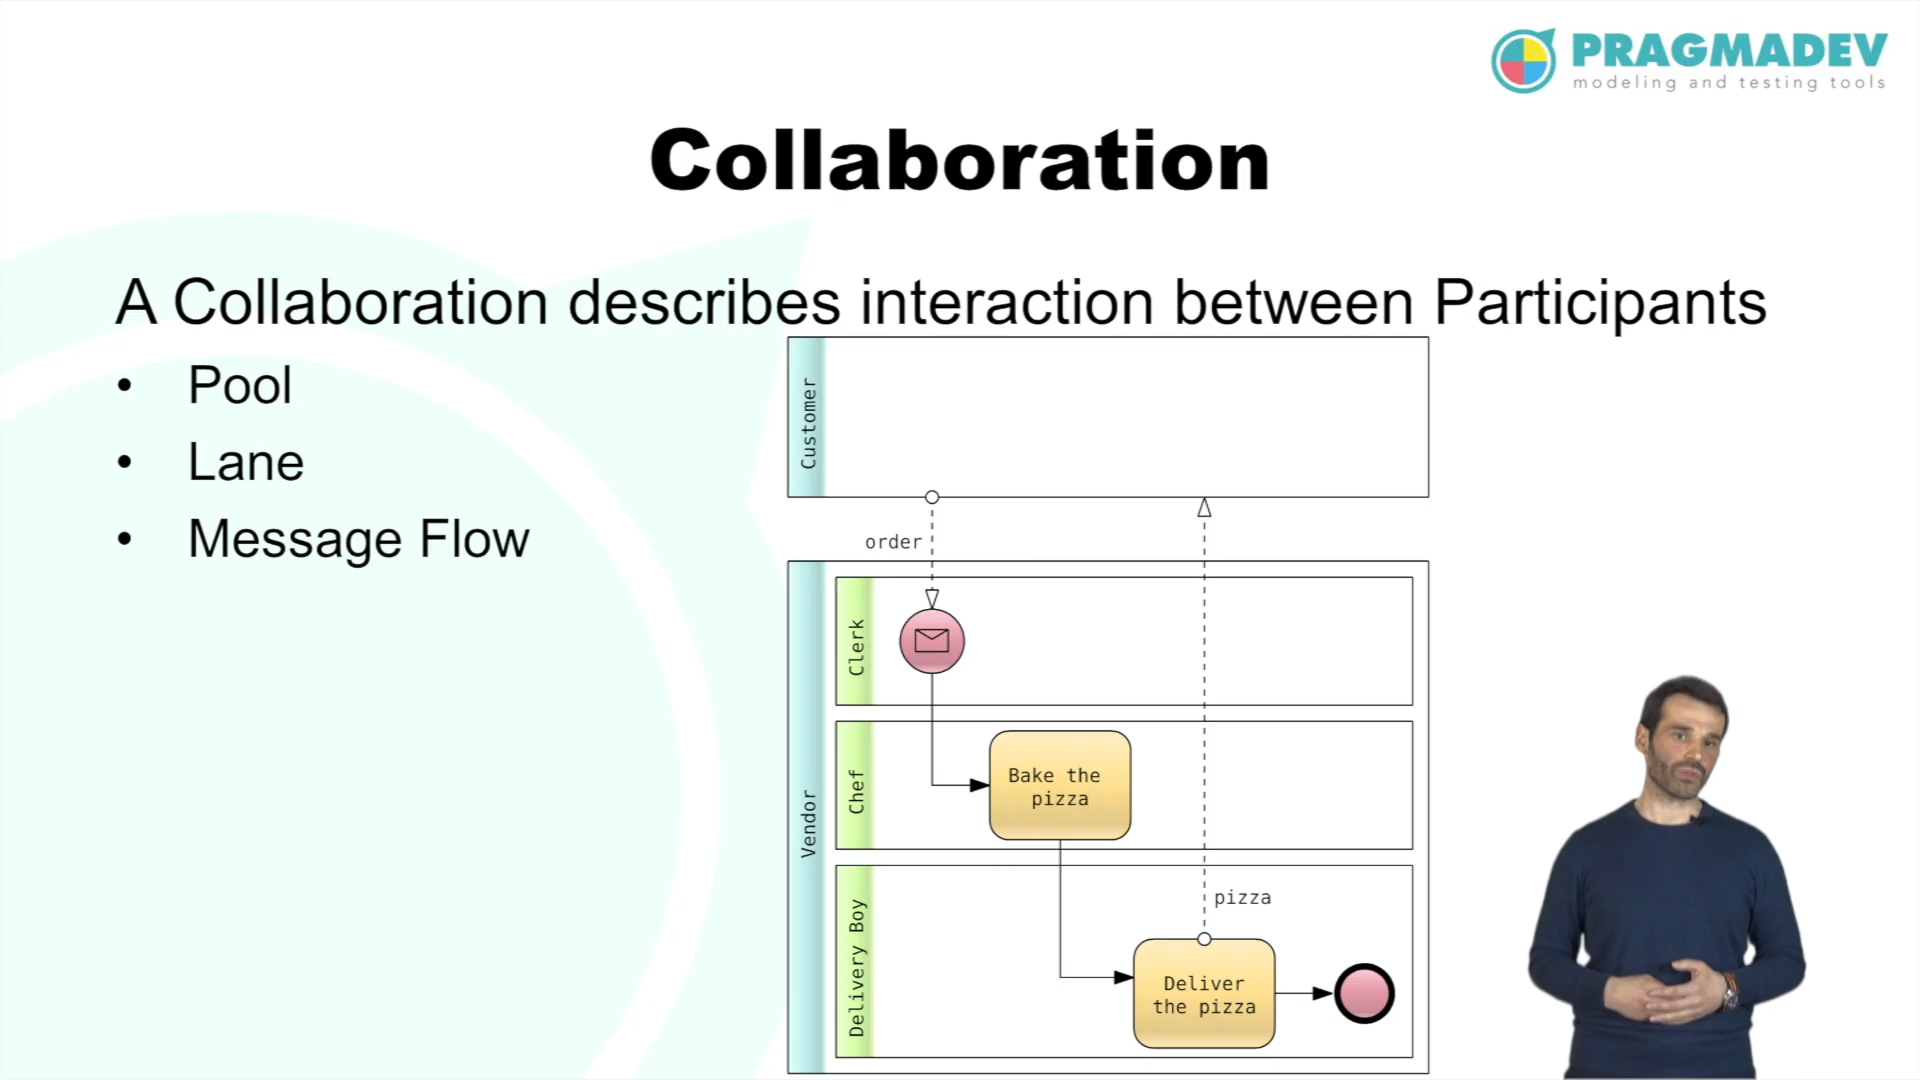 PRAGMADEV
modeling and testing tools
Collaboration
A Collaboration describes interaction between Participants
• Pool
• Lane
• Message Flow
Customer
order
Vendor
Clerk
Chef
Bake the
pizza
Delivery Boy
pizza
Deliver
the pizza